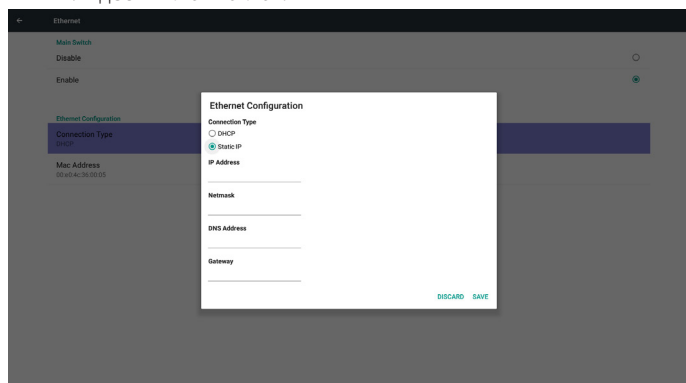 Ethernet
Main Switch
Disable
Enable
Ethernet Configuration
Connection Type
DHCP
Mac Address
00:e0:4c:36:00:05
Ethernet Configuration
Connection Type
DHCP
Static IP
IP Address
Netmask
DNS Address
Gateway
DISCARD SAVE